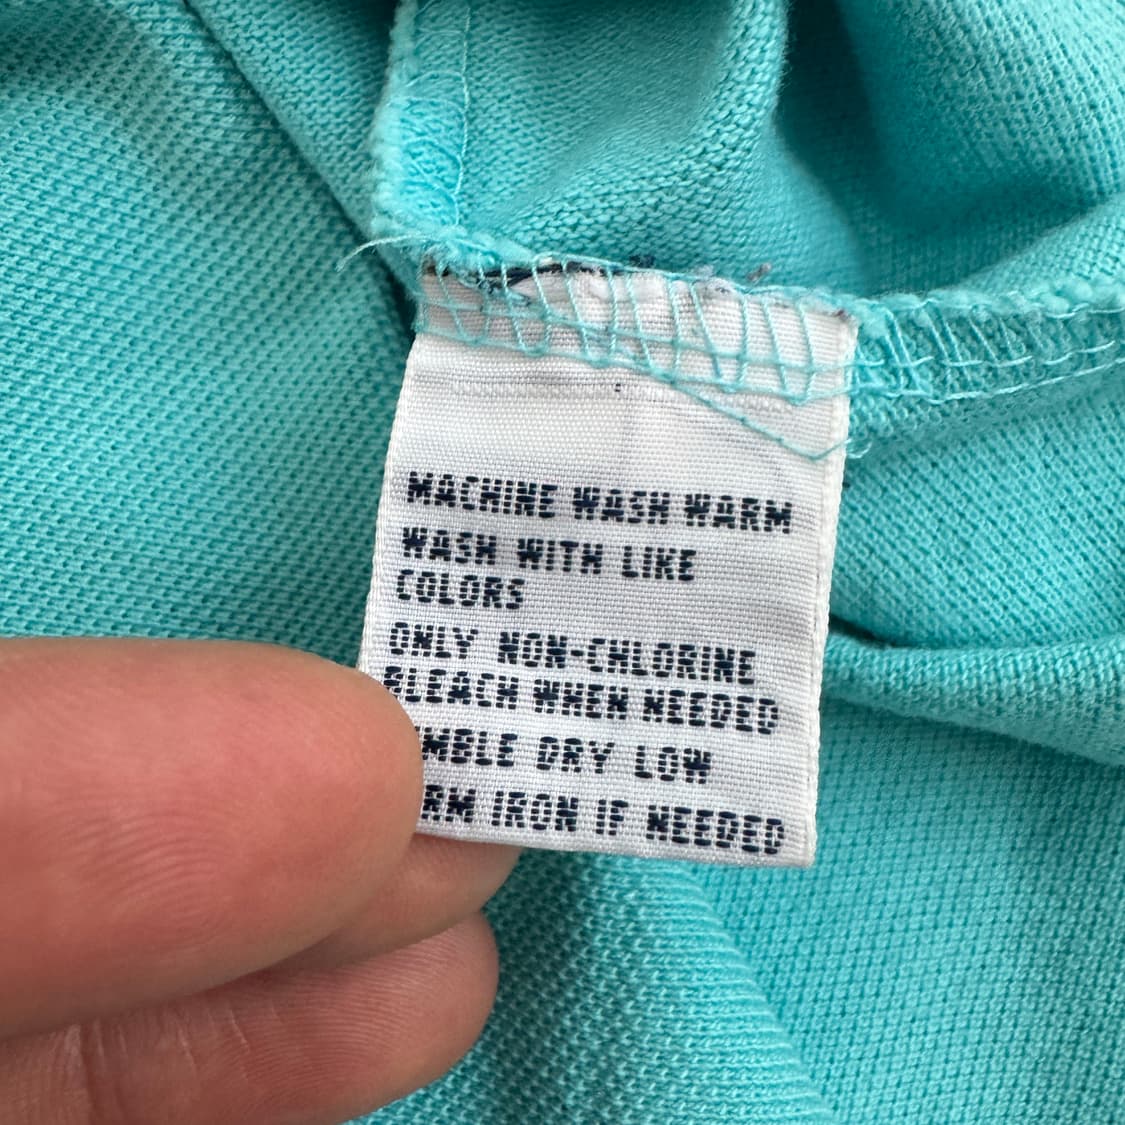 MACHINE WASH WARM
WASH WITH LIKE
COLORS
ONLY NON-CHLORINE
BLEACH WHEN NEEDED
MBLE DRY LOW
RM IRON IF NEEDED